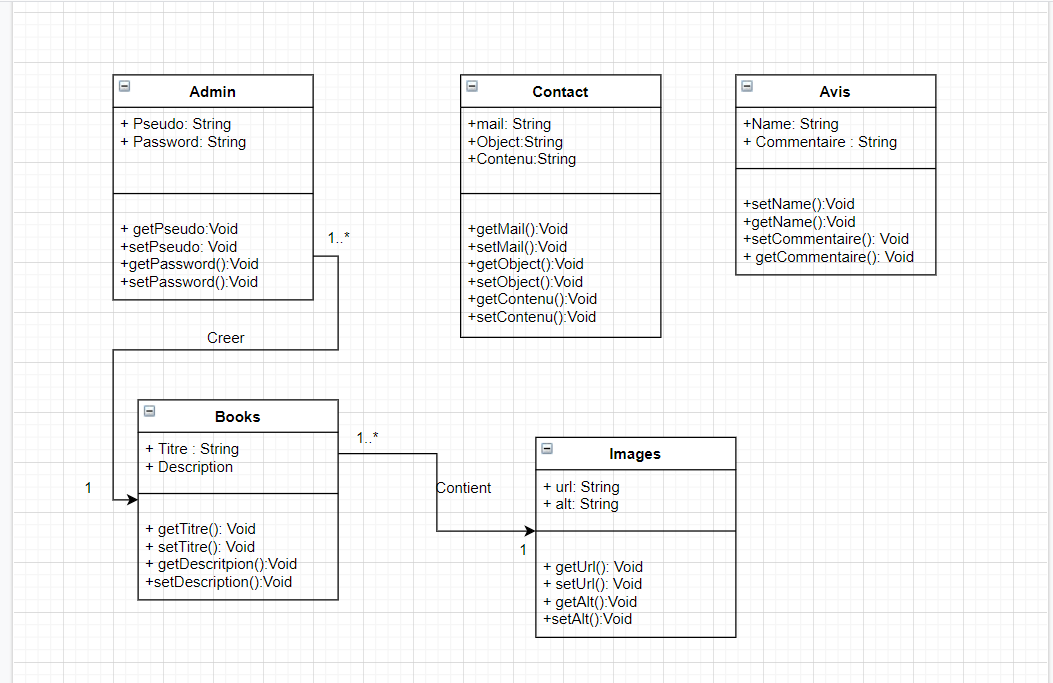 Admin
+ Pseudo: String
+ Password: String
+ getPseudo:Void
+setPseudo: Void
+getPassword():Void
+setPassword():Void
Contact
+mail: String
+Object:String
+Contenu:String
+getMail():Void
+setMail():Void
+getObject():Void
+setObject():Void
+getContenu():Void
+setContenu():Void
Avis
+Name: String
+ Commentaire : String
+setName():Void
+getName():Void
+setCommentaire(): Void
+ getCommentaire(): Void
1..*
Creer
1
Books
+ Titre : String
+ Description
+ getTitre(): Void
+ setTitre(): Void
+ getDescritpion():Void
+setDescription():Void
1..*
Contient
1
Images
+ url: String
+ alt: String
+ getUrl(): Void
+ setUrl(): Void
+ getAlt():Void
+setAlt():Void